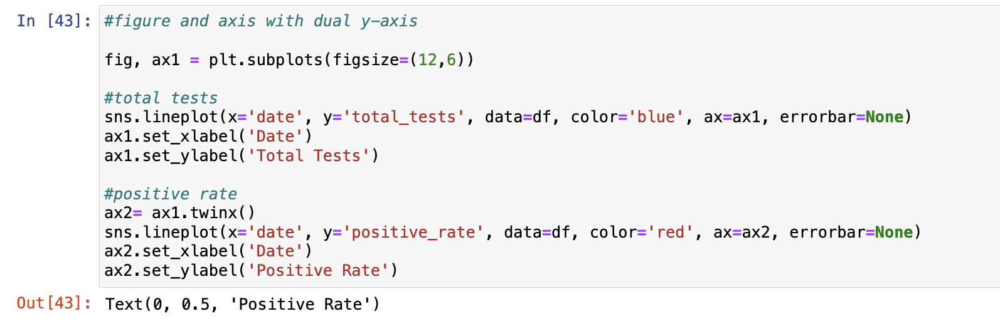 In [43]: #figure and axis with dual y-axis
fig, ax1 = plt.subplots(figsize=(12,6))
#total tests
sns.lineplot(x='date', y='total_tests', data=df, color='blue', ax=ax1, errorbar=None)
ax1.set_xlabel('Date')
ax1.set_ylabel('Total Tests')
#positive rate
ax2= ax1.twinx()
sns.lineplot(x='date', y='positive_rate', data=df, color='red', ax=ax2, errorbar=None)
ax2.set_xlabel('Date')
ax2.set_ylabel('Positive Rate')
Out[43]: Text(0, 0.5, 'Positive Rate')